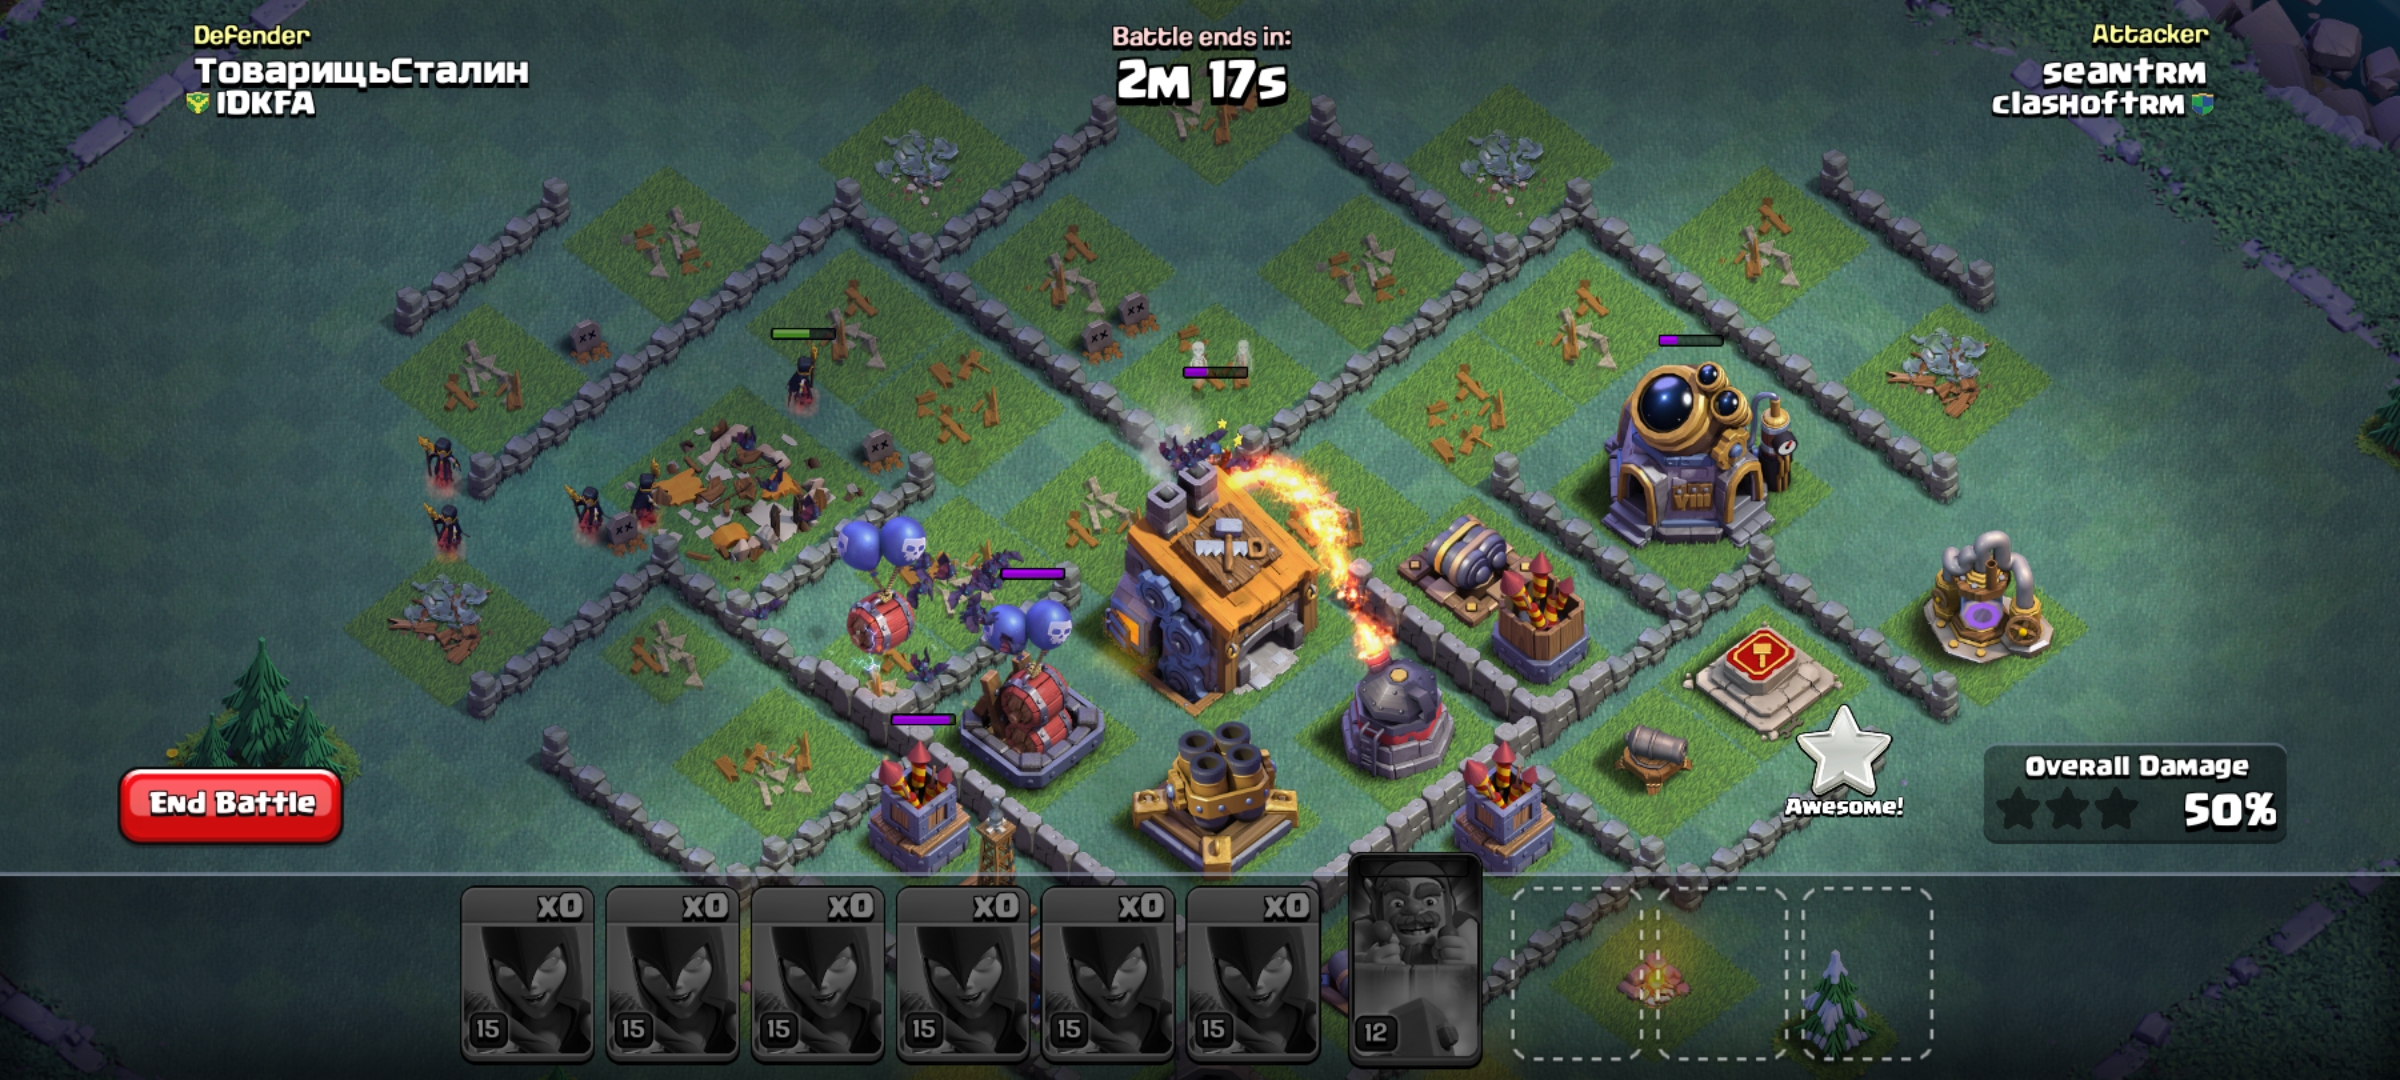 Defender
ТоварищьСталин
IDKFA
Battle ends in:
2M 17s
Attacker
seantRM
clashoftRM
VIII
Awesome!
Overall Damage
50%
End Battle
x0
x0
x0
x0
x0
x0
15
15
15
15
15
15
12